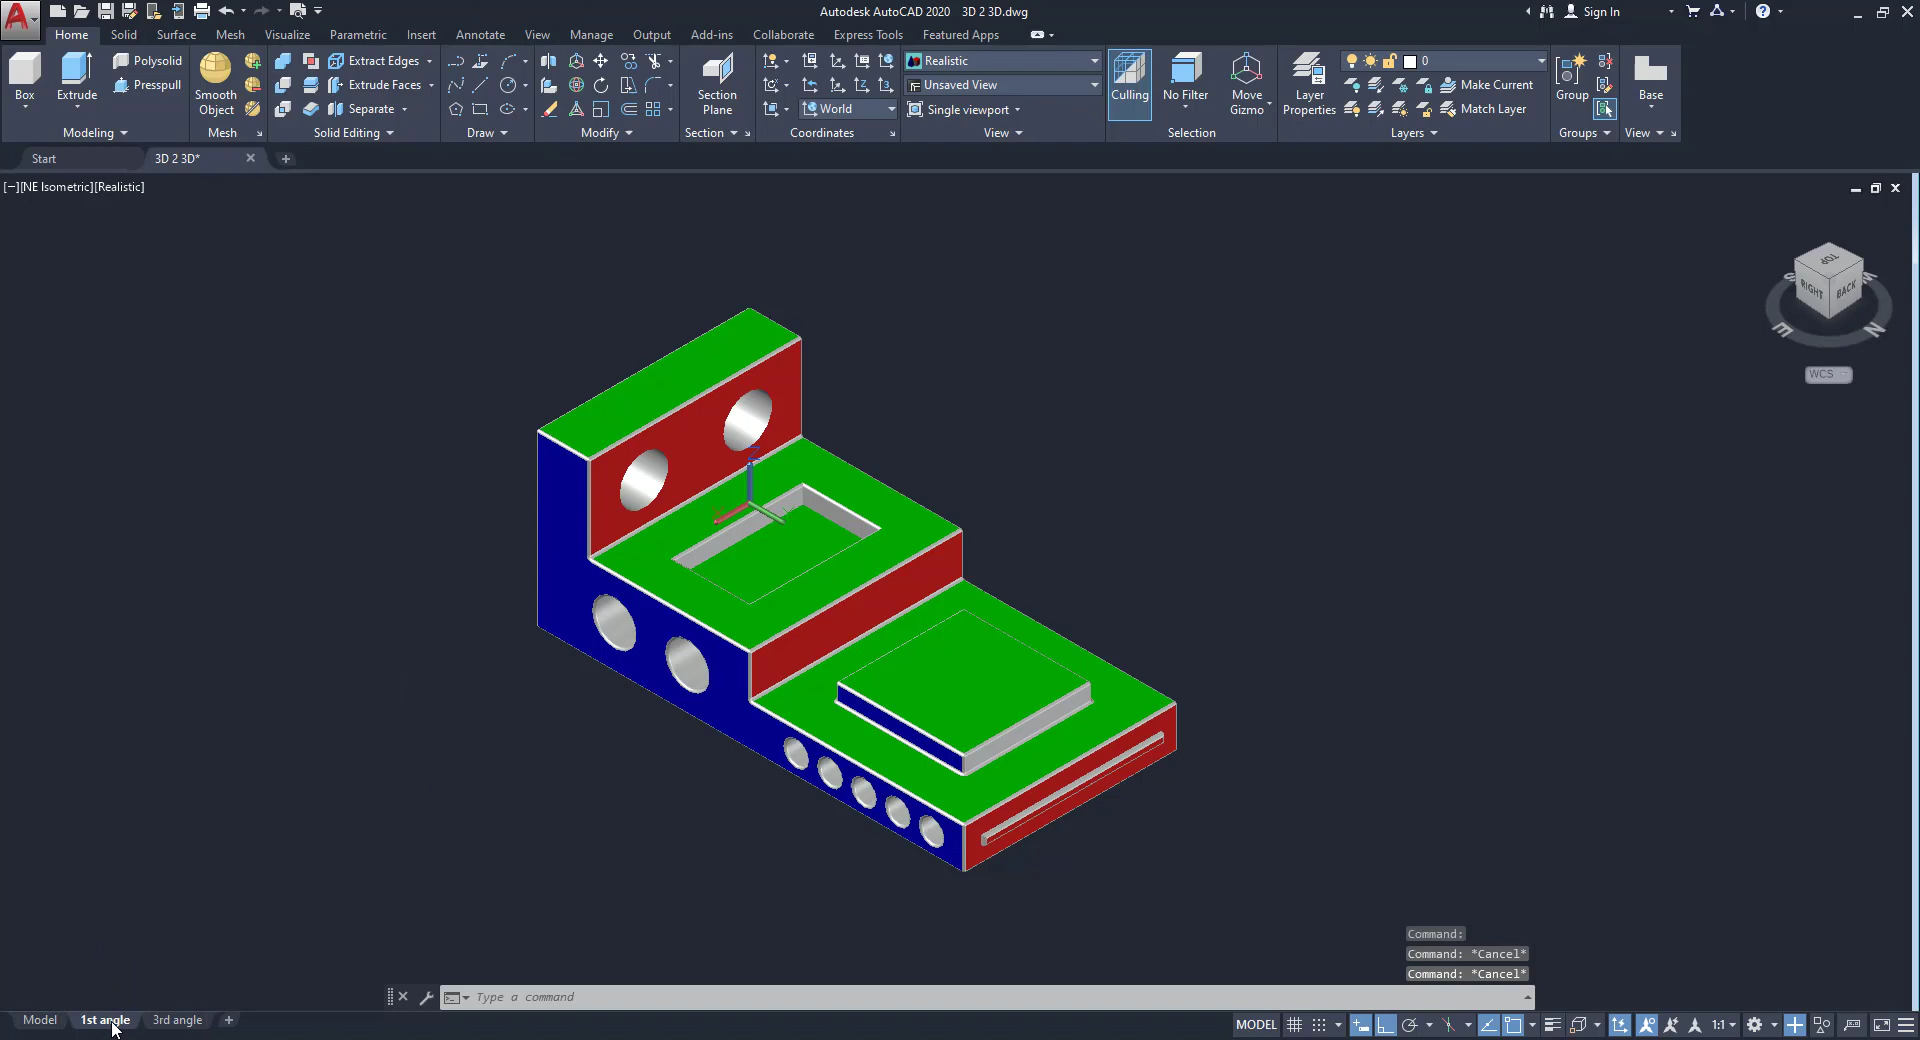 Autodesk AutoCAD 2020 3D 2 3D.dwg
Sign In
Home Solid Surface Mesh Visualize Parametric Insert Annotate View Manage Output Add-ins Collaborate Express Tools Featured Apps
Box
Extrude
Polysolid
Presspull
Smooth
Object
Extract Edges
Extrude Faces
Separate
Section
Plane
World
Realistic
Unsaved View
Single viewport
Culling
No Filter
Move
Gizmo
Layer
Properties
0
Make Current
Match Layer
Group
Base
Modeling Mesh Solid Editing Draw Modify Section Coordinates View Selection Layers Groups View
Start 3D 2 3D*
[−][NE Isometric][Realistic]
TOP
RIGHT
BACK
E
N
WCS
Z
Command:
Command: *Cancel*
Command: *Cancel*
Type a command
Model 1st angle 3rd angle
MODEL
1:1